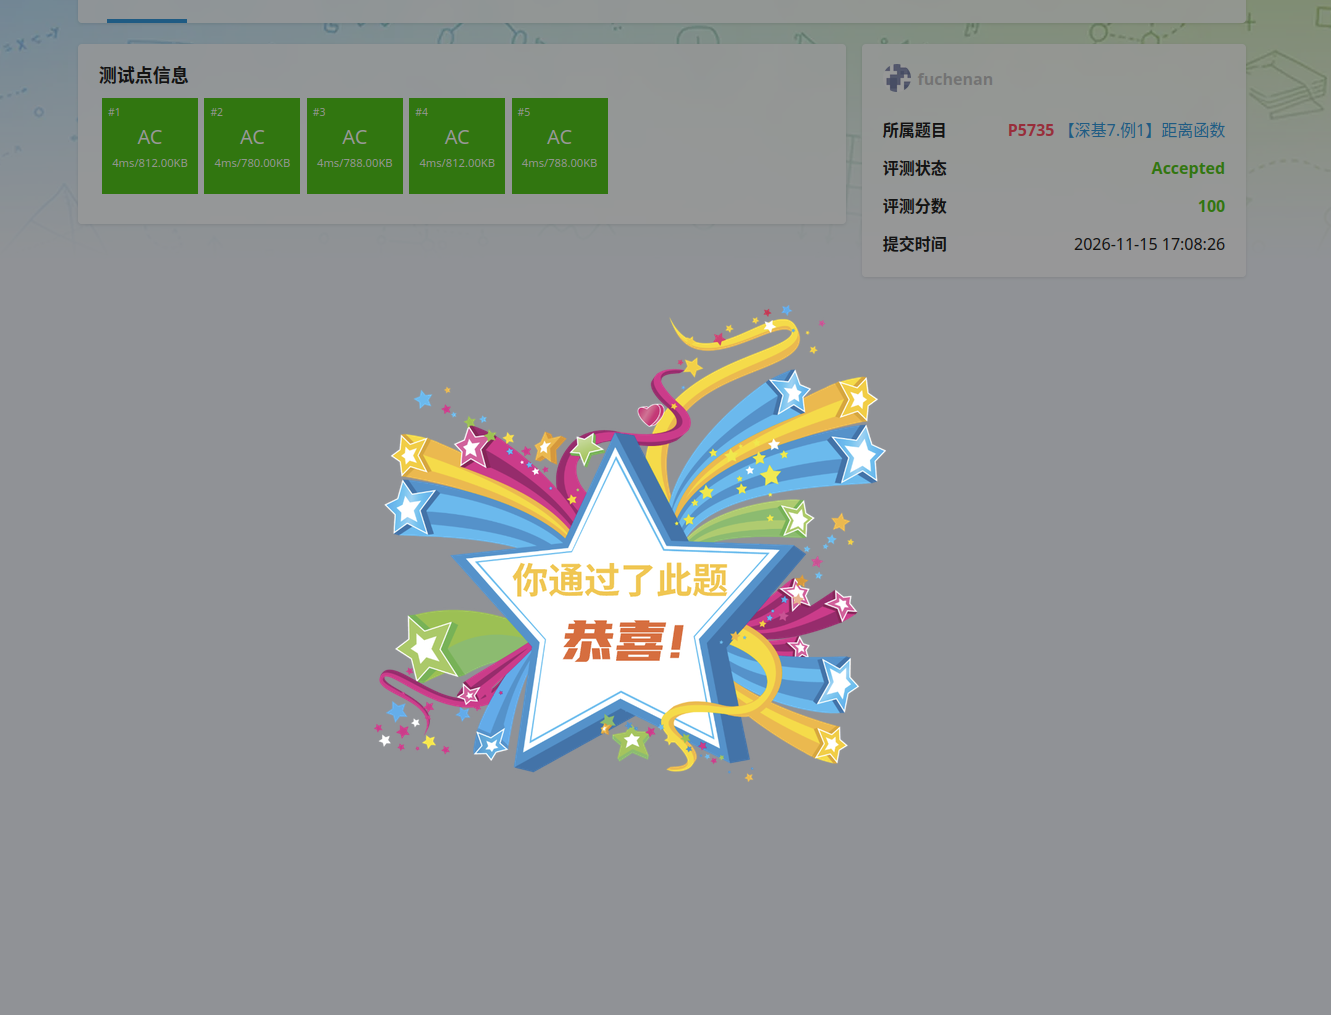 测试点信息
#1 #2 #3 #4 #5
AC AC AC AC AC
4ms/812.00KB 4ms/780.00KB 4ms/788.00KB 4ms/812.00KB 4ms/788.00KB
fuchenan
所属题目 P5735 【深基7.例1】距离函数
评测状态 Accepted
评测分数 100
提交时间 2026-11-15 17:08:26
你通过了此题
恭喜!